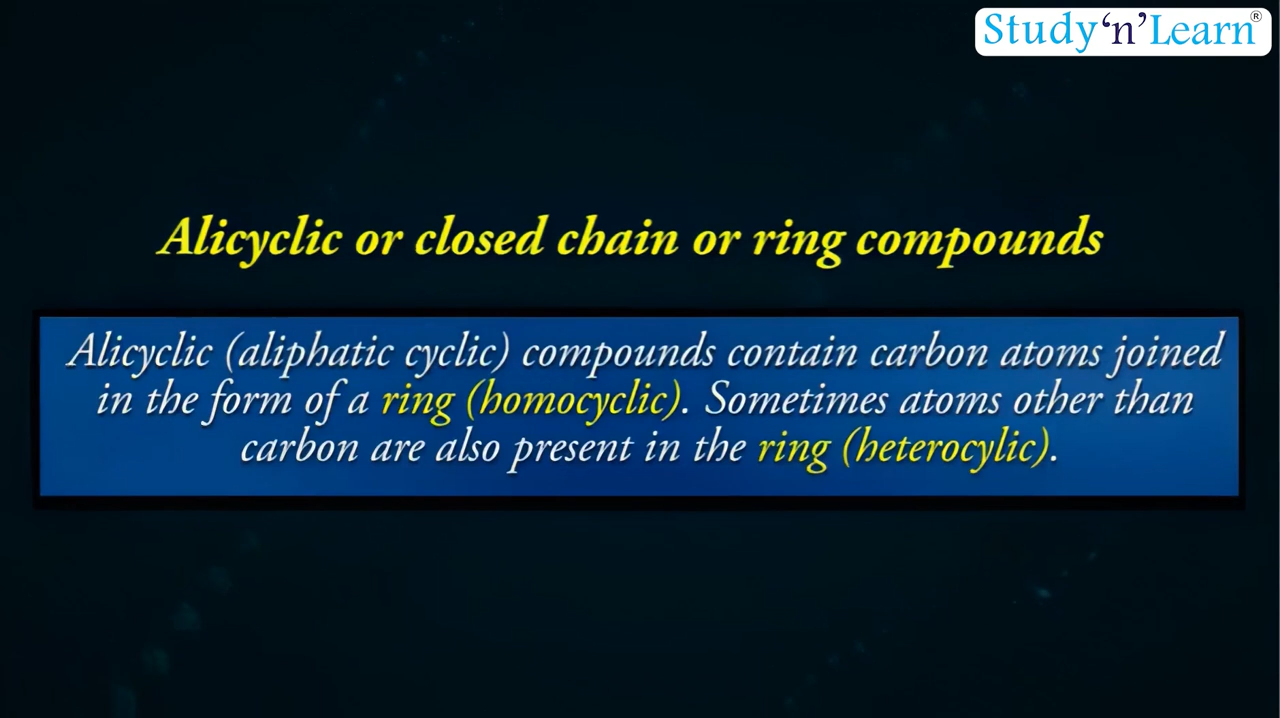 Study‘n’Learn®
Alicyclic or closed chain or ring compounds
Alicyclic (aliphatic cyclic) compounds contain carbon atoms joined
in the form of a ring (homocyclic). Sometimes atoms other than
carbon are also present in the ring (heterocylic).